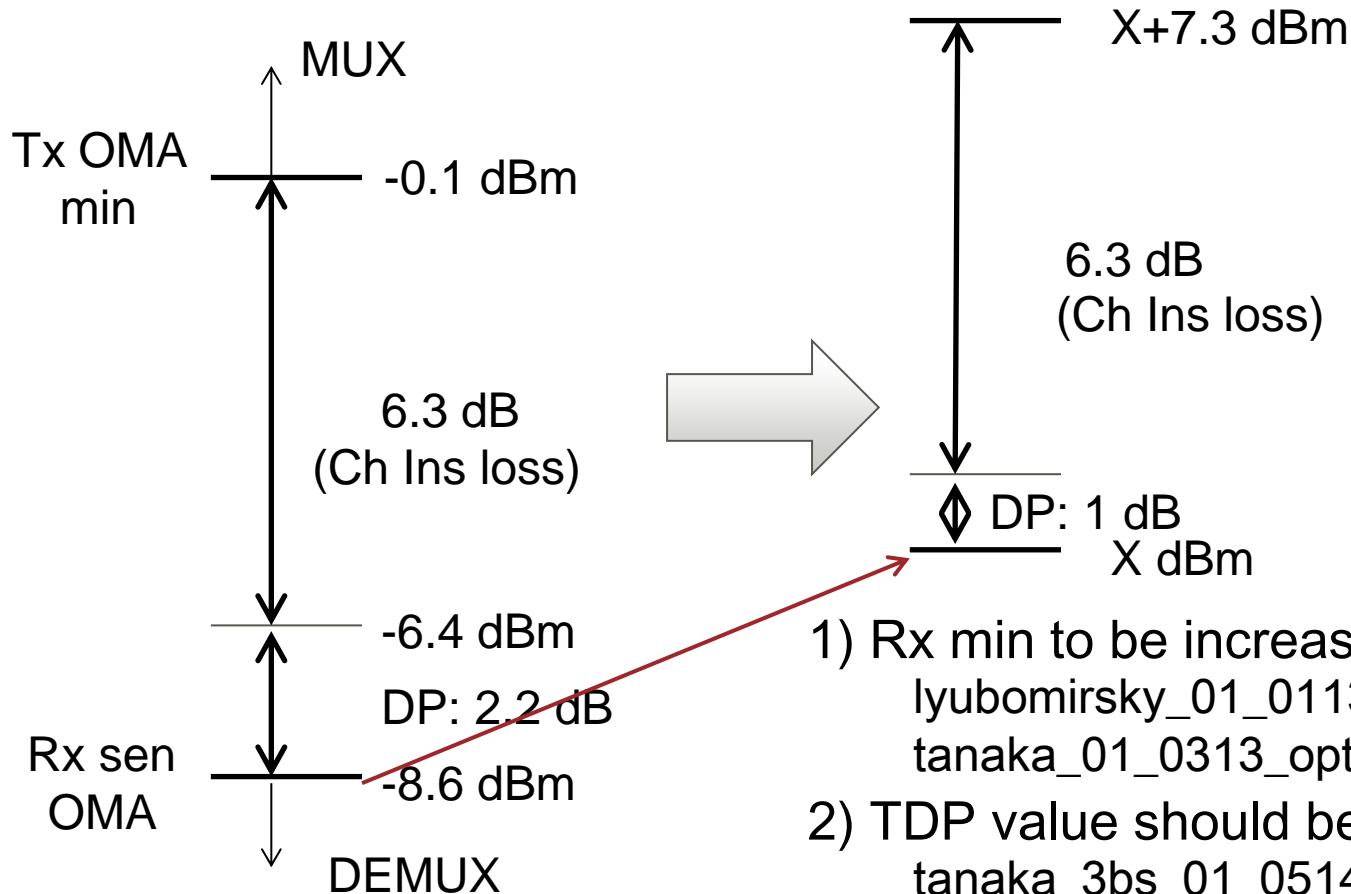 MUX
Tx OMA
min
-0.1 dBm
6.3 dB
(Ch Ins loss)
-6.4 dBm
DP: 2.2 dB
Rx sen
OMA
-8.6 dBm
DEMUX
X+7.3 dBm
6.3 dB
(Ch Ins loss)
DP: 1 dB
X dBm
1) Rx min to be increas
lyubomirsky_01_0113
tanaka_01_0313_opt
2) TDP value should be
tanaka_3bs_01_0514